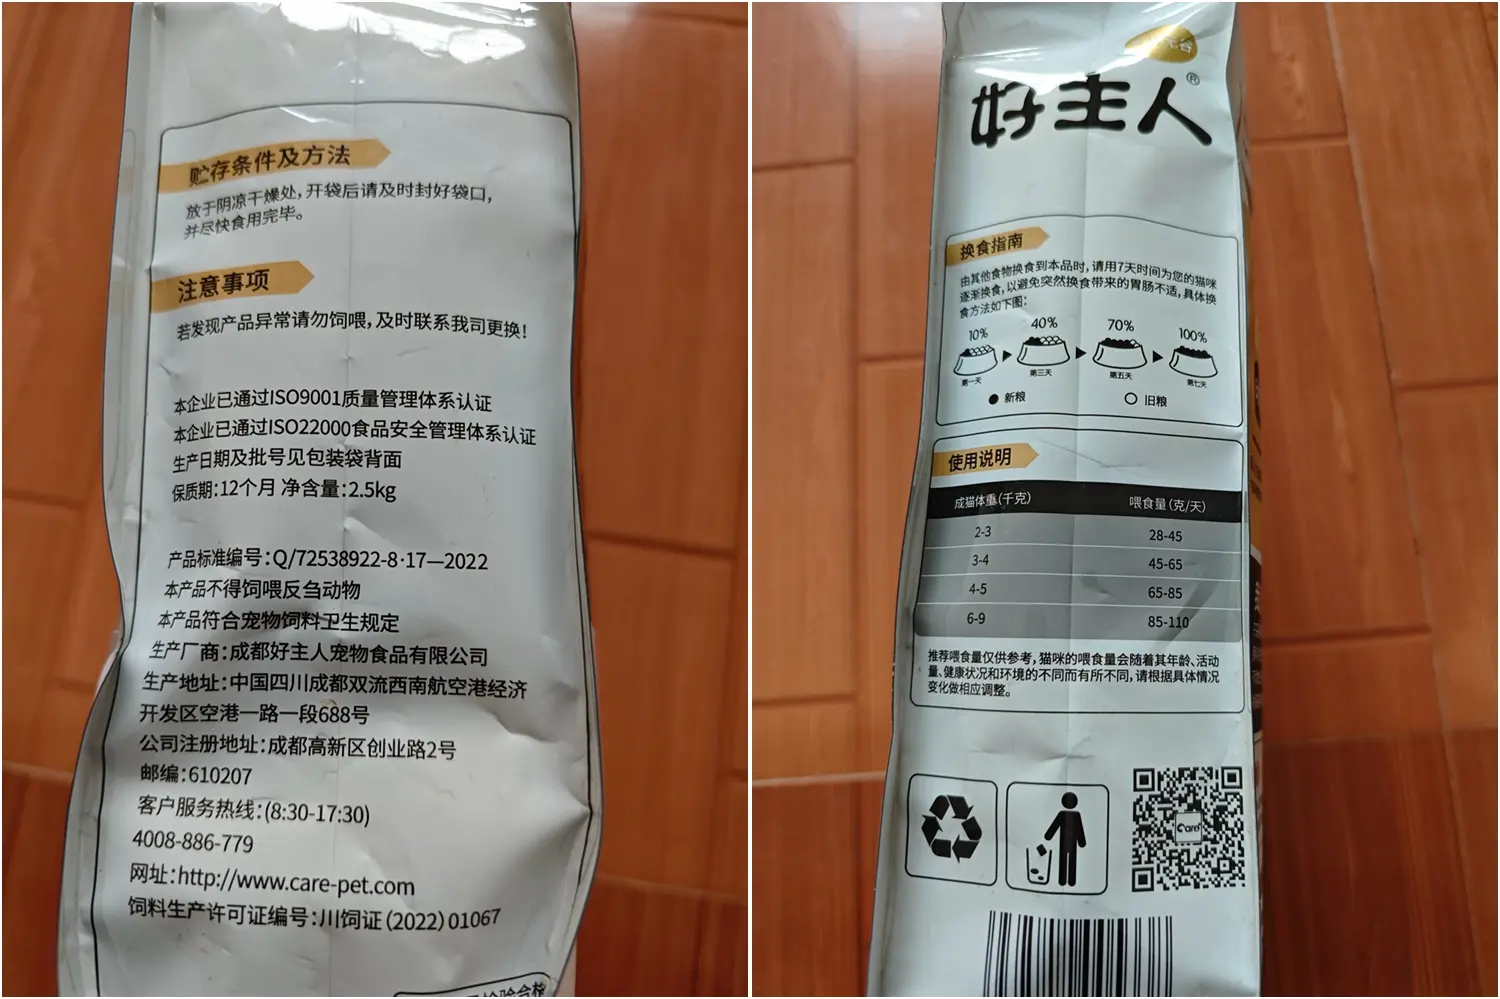 贮存条件及方法
放于阴凉干燥处，开袋后请及时封好袋口，
并尽快食用完毕。
注意事项
若发现产品异常请勿饲喂，及时联系我司更换！
本企业已通过ISO9001质量管理体系认证
本企业已通过ISO22000食品安全管理体系认证
生产日期及批号见包装袋背面
保质期：12个月 净含量：2.5kg
产品标准编号：Q/72538922-8·17—2022
本产品不得饲喂反刍动物
本产品符合宠物饲料卫生规定
生产厂商：成都好主人宠物食品有限公司
生产地址：中国四川成都双流西南航空港经济
开发区空港一路一段688号
公司注册地址：成都高新区创业路2号
邮编：610207
客户服务热线：(8:30-17:30)
4008-886-779
网址：http://www.care-pet.com
饲料生产许可证编号：川饲证(2022)01067
检验合格
好主人®
换食指南
由其他食物换食到本品时，请用7天时间为您的猫咪
逐渐换食，以避免突然换食带来的胃肠不适，具体换
食方法如下图：
10% 40% 70% 100%
第一天 第三天 第五天 第七天
新粮 旧粮
使用说明
成猫体重(千克) 喂食量(克/天)
2-3 28-45
3-4 45-65
4-5 65-85
6-9 85-110
推荐喂食量仅供参考，猫咪的喂食量会随着其年龄、活动
量、健康状况和环境的不同而有所不同，请根据具体情况
变化做相应调整。
Care